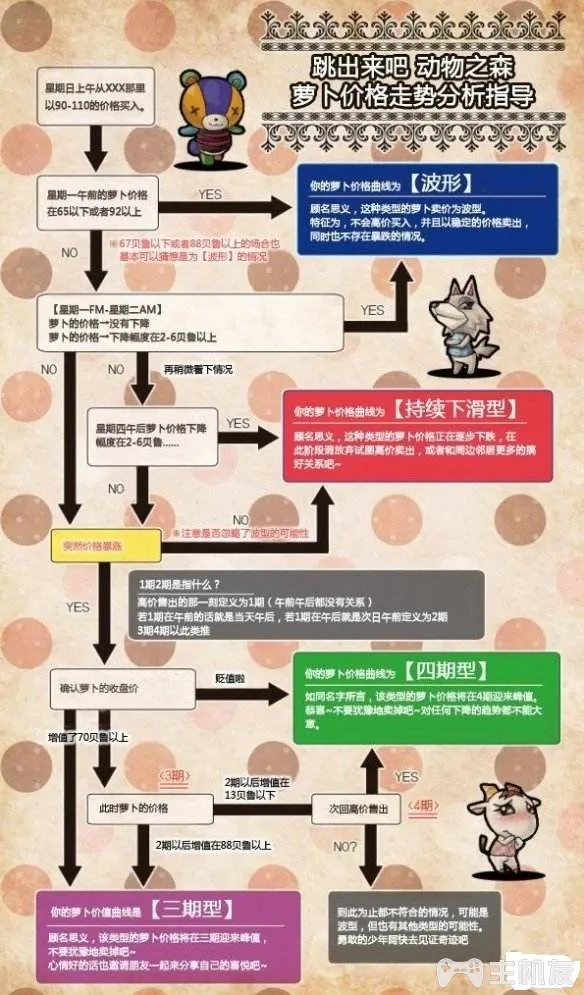 跳出来吧 动物之森
萝卜价格走势分析指导
星期日上午从XXX那里
以90-110的价格买入。
星期一午前的萝卜价格
在65以下或者92以上
YES
你的萝卜价格曲线为【波形】
顾名思义，这种类型的萝卜卖价为波型。
特征为，不会高价买入，并且以稳定的价格卖出，
同时也不存在暴跌的情况。
NO
※67贝鲁以下或者88贝鲁以上的场合也
基本可以猜想是为【波形】的情况
【星期一FM-星期二AM】
萝卜的价格→没有下降
萝卜的价格→下降幅度在2-6贝鲁以上
YES
NO
NO
再稍微看下情况
星期四午后萝卜价格下降
幅度在2-6贝鲁……
YES
你的萝卜价格曲线为【持续下滑型】
顾名思义，这种类型的萝卜价格正在逐步下跌，在
此阶段请放弃试图高价卖出，或者和周边邻居更多的搞
好关系吧~
NO
突然价格暴涨
NO
※注意是否忽略了波型的可能性
YES
1期2期是指什么？
高价售出的那一刻定义为1期（午前午后都没有关系）
若1期在午前的话就是当天午后，若1期在午后就是次日午前定义为2期
3期4期以此类推
确认萝卜的收盘价
贬值啦
你的萝卜价格曲线为【四期型】
如同名字所言，该类型的萝卜价格将在4期迎来峰值。
恭喜~不要犹豫地卖掉吧~对任何下降的趋势都不能大
意。
增值了70贝鲁以上
《3期》
此时萝卜的价格
2期以后增值在
13贝鲁以下
次回高价售出
《4期》
YES
2期以后增值在88贝鲁以上
NO?
你的萝卜价值曲线是【三期型】
顾名思义，该类型的萝卜价格将在三期迎来峰值，
不要犹豫地卖掉吧~
心情好的话也邀请朋友一起来分享自己的喜悦吧~
到此为止都不符合的情况，可能是
波型，但也有其他类型的可能性。
勇敢的少年屙快去见证奇迹吧
主机友